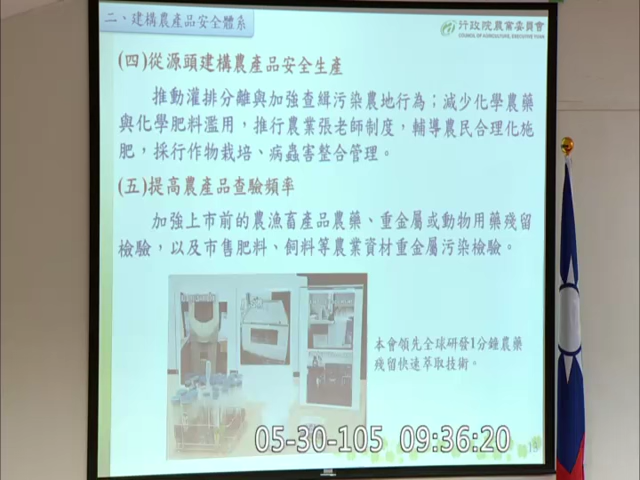 二、建構農產品安全體系
行政院農業委員會
COUNCIL OF AGRICULTURE, EXECUTIVE YUAN
(四)從源頭建構農產品安全生產
推動灌排分離與加強查緝污染農地行為；減少化學農藥
與化學肥料濫用，推行農業張老師制度，輔導農民合理化施
肥，採行作物栽培、病蟲害整合管理。
(五)提高農產品查驗頻率
加強上市前的農漁畜產品農藥、重金屬或動物用藥殘留
檢驗，以及市售肥料、飼料等農業資材重金屬污染檢驗。
本會領先全球研發1分鐘農藥
殘留快速萃取技術。
05-30-105 09:36:20